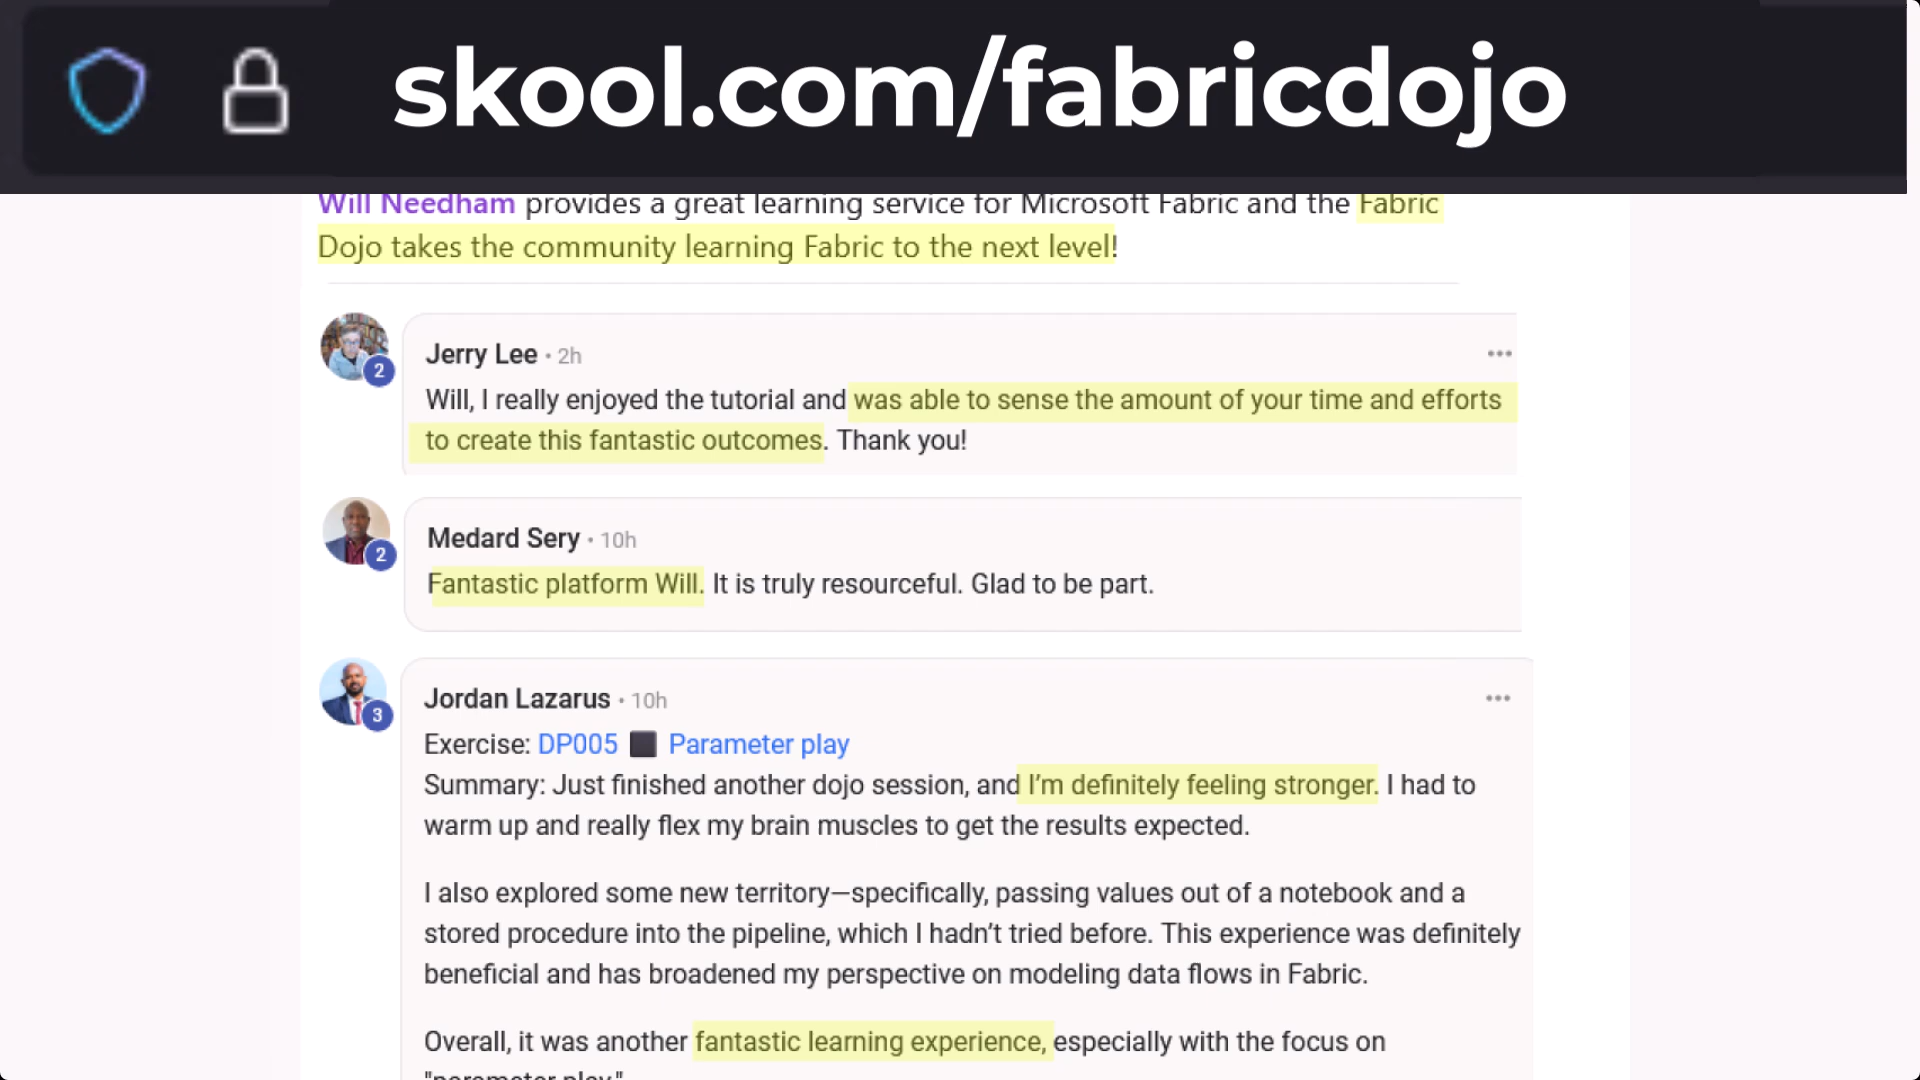 skool.com/fabricdojo
Will Needham provides a great learning service for Microsoft Fabric and the Fabric
Dojo takes the community learning Fabric to the next level!
2
Jerry Lee • 2h
Will, I really enjoyed the tutorial and was able to sense the amount of your time and efforts
to create this fantastic outcomes. Thank you!
2
Medard Sery • 10h
Fantastic platform Will. It is truly resourceful. Glad to be part.
3
Jordan Lazarus • 10h
Exercise: DP005 ⬛ Parameter play
Summary: Just finished another dojo session, and I'm definitely feeling stronger. I had to
warm up and really flex my brain muscles to get the results expected.
I also explored some new territory—specifically, passing values out of a notebook and a
stored procedure into the pipeline, which I hadn't tried before. This experience was definitely
beneficial and has broadened my perspective on modeling data flows in Fabric.
Overall, it was another fantastic learning experience, especially with the focus on
"parameter play."